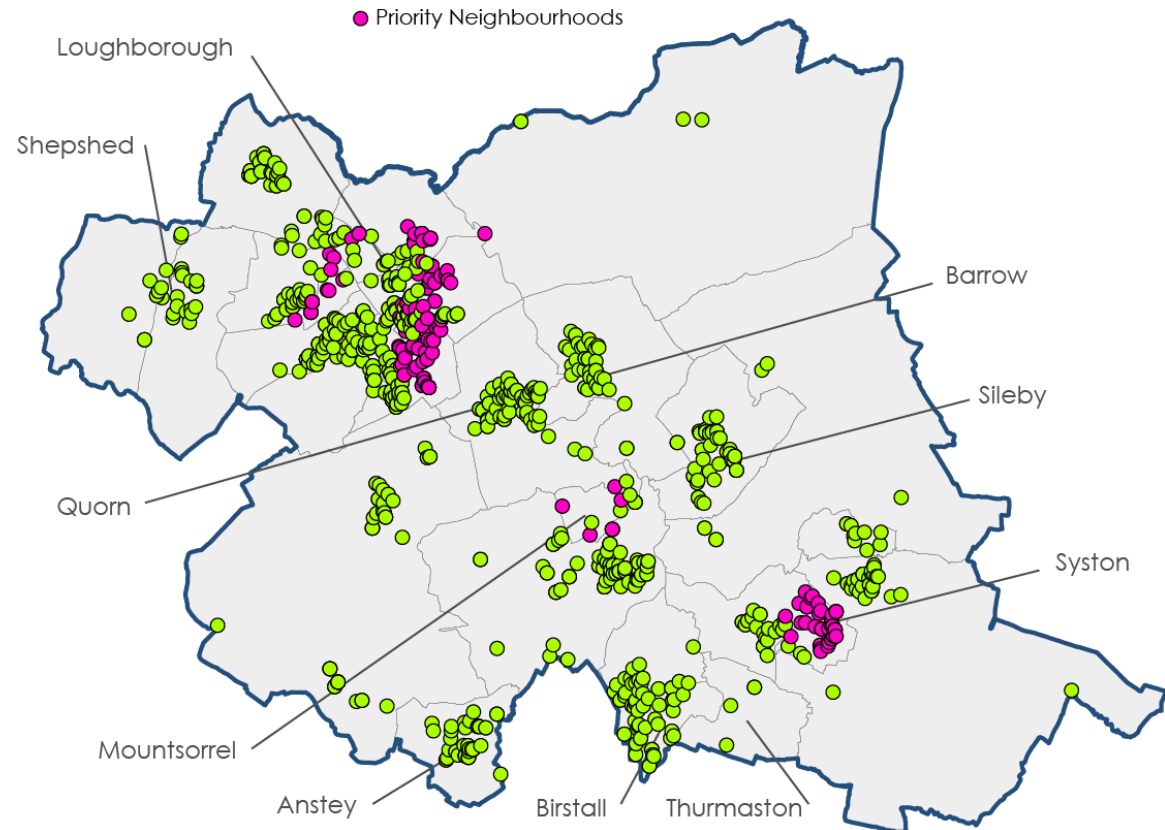 Priority Neighbourhoods
Loughborough
Shepshed
Barrow
Sileby
Quorn
Syston
Mountsorrel
Anstey
Birstall
Thurmaston